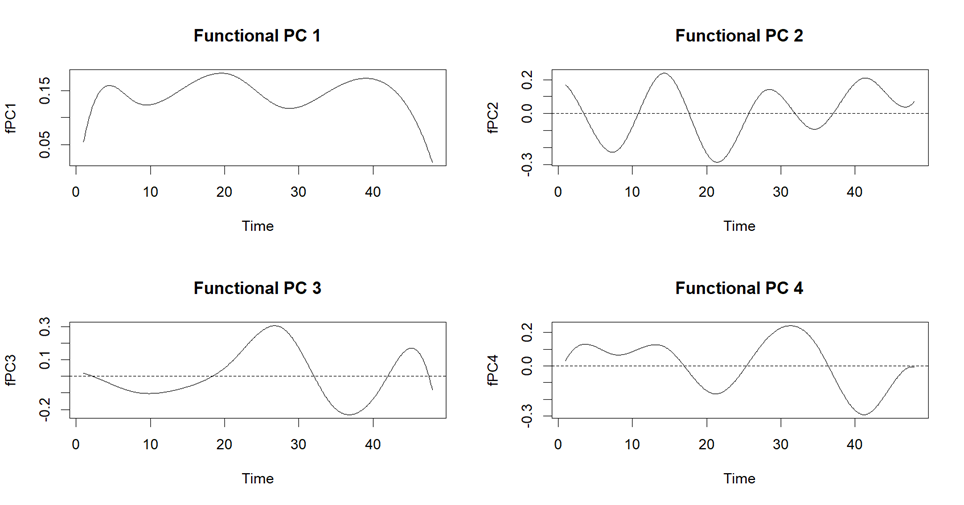 Functional PC 1
fPC1
0.15
0.05
0 10 20 30 40
Time
Functional PC 2
fPC2
0.2
0.0
-0.3
0 10 20 30 40
Time
Functional PC 3
fPC3
0.3
0.1
-0.2
0 10 20 30 40
Time
Functional PC 4
fPC4
0.2
0.0
-0.3
0 10 20 30 40
Time